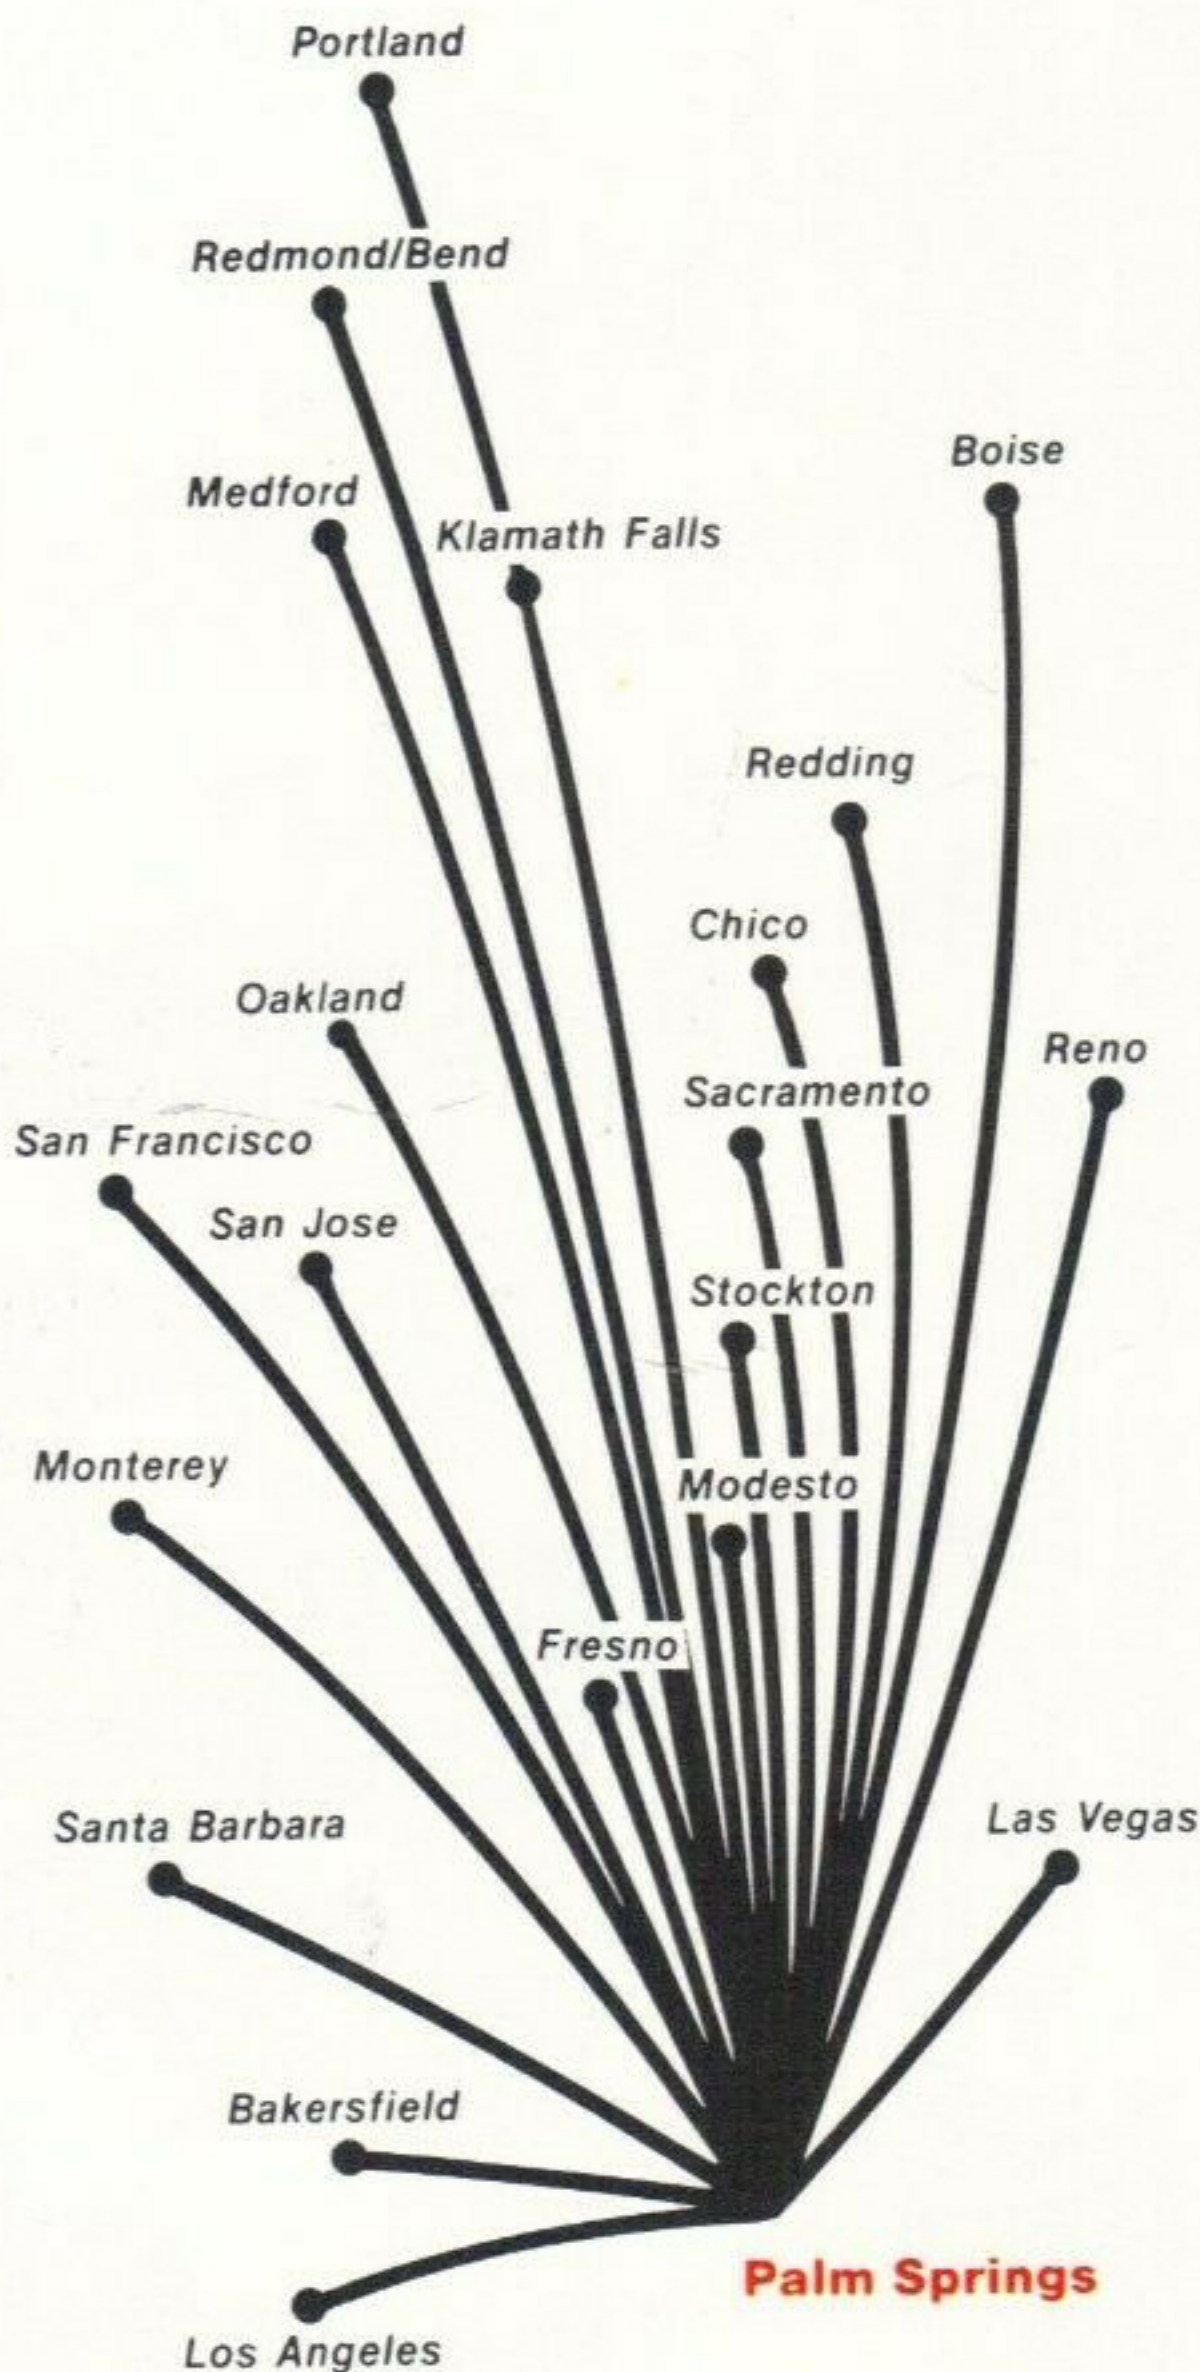 Portland
Redmond/Bend
Boise
Medford
Klamath Falls
Redding
Chico
Oakland
Reno
Sacramento
San Francisco
San Jose
Stockton
Monterey
Modesto
Fresno
Las Vegas
Santa Barbara
Bakersfield
Palm Springs
Los Angeles